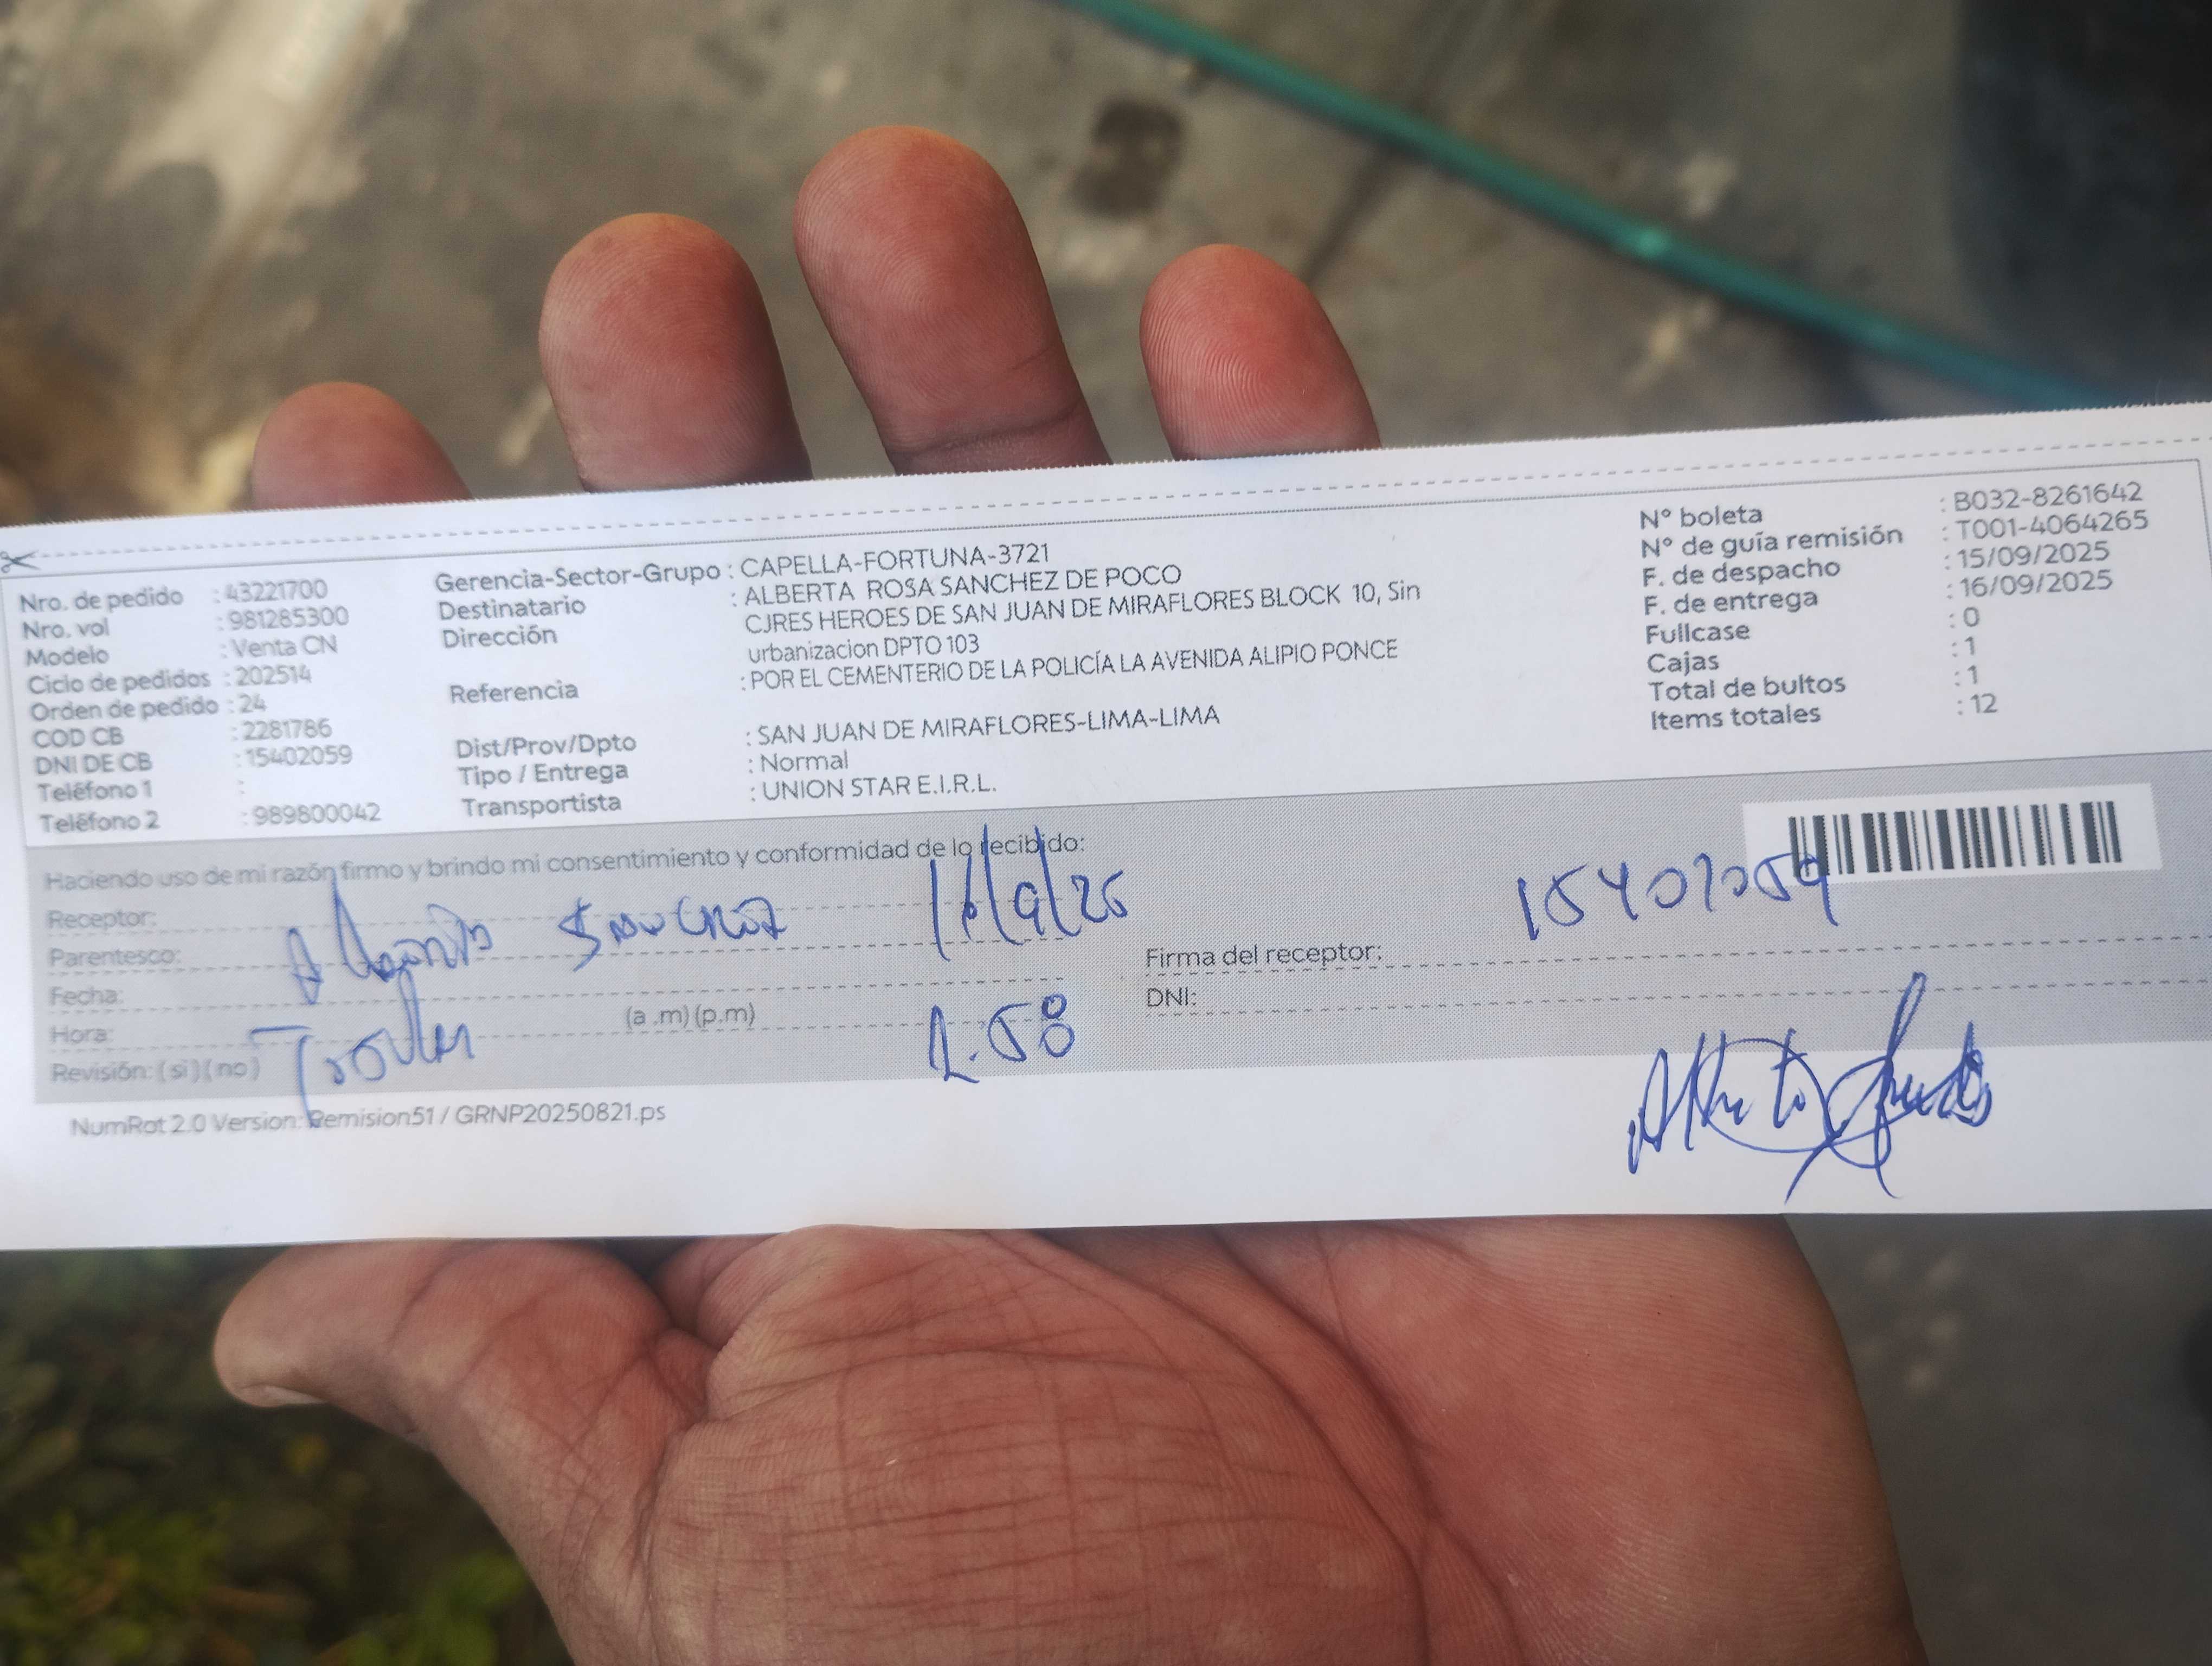 Nro. de pedido : 43221700
Nro. vol : 981285300
Modelo : Venta CN
Ciclo de pedidos : 202514
Orden de pedido : 24
COD CB : 2281786
DNI DE CB : 15402059
Teléfono 1 :
Teléfono 2 : 989800042
Gerencia-Sector-Grupo : CAPELLA-FORTUNA-3721
Destinatario : ALBERTA ROSA SANCHEZ DE POCO
Dirección CJRES HEROES DE SAN JUAN DE MIRAFLORES BLOCK 10, Sin
urbanizacion DPTO 103
Referencia : POR EL CEMENTERIO DE LA POLICÍA LA AVENIDA ALIPIO PONCE
Dist/Prov/Dpto : SAN JUAN DE MIRAFLORES-LIMA-LIMA
Tipo / Entrega : Normal
Transportista : UNION STAR E.I.R.L.
N° boleta : B032-8261642
N° de guía remisión : T001-4064265
F. de despacho : 15/09/2025
F. de entrega : 16/09/2025
Fullcase : 0
Cajas : 1
Total de bultos : 1
Items totales : 12
Haciendo uso de mi razón firmo y brindo mi consentimiento y conformidad de lo recibido:
Receptor:
Parentesco:
Fecha:
Hora: (a .m) (p.m)
Revisión: (si) (no)
Firma del receptor:
DNI:
NumRot 2.0 Version: Remision51 / GRNP20250821.ps